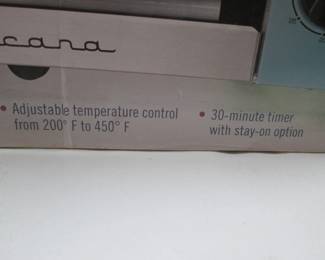 cana
• Adjustable temperature control
from 200° F to 450° F
• 30-minute timer
with stay-on option